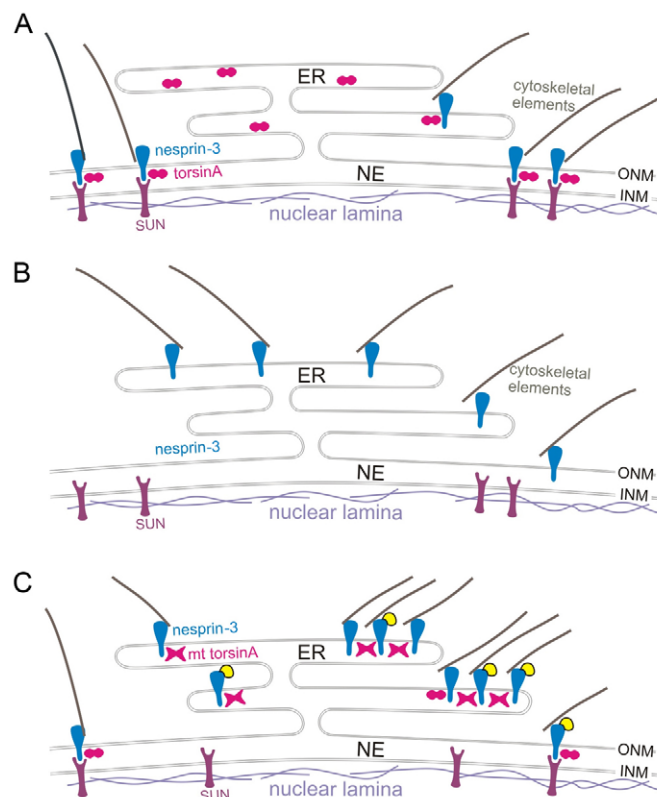 A
ER
cytoskeletal
elements
nesprin-3
torsinA
NE
ONM
INM
SUN
nuclear lamina
B
ER
cytoskeletal
elements
nesprin-3
NE
ONM
INM
SUN
nuclear lamina
C
nesprin-3
mt torsinA
ER
NE
ONM
INM
SUN
nuclear lamina